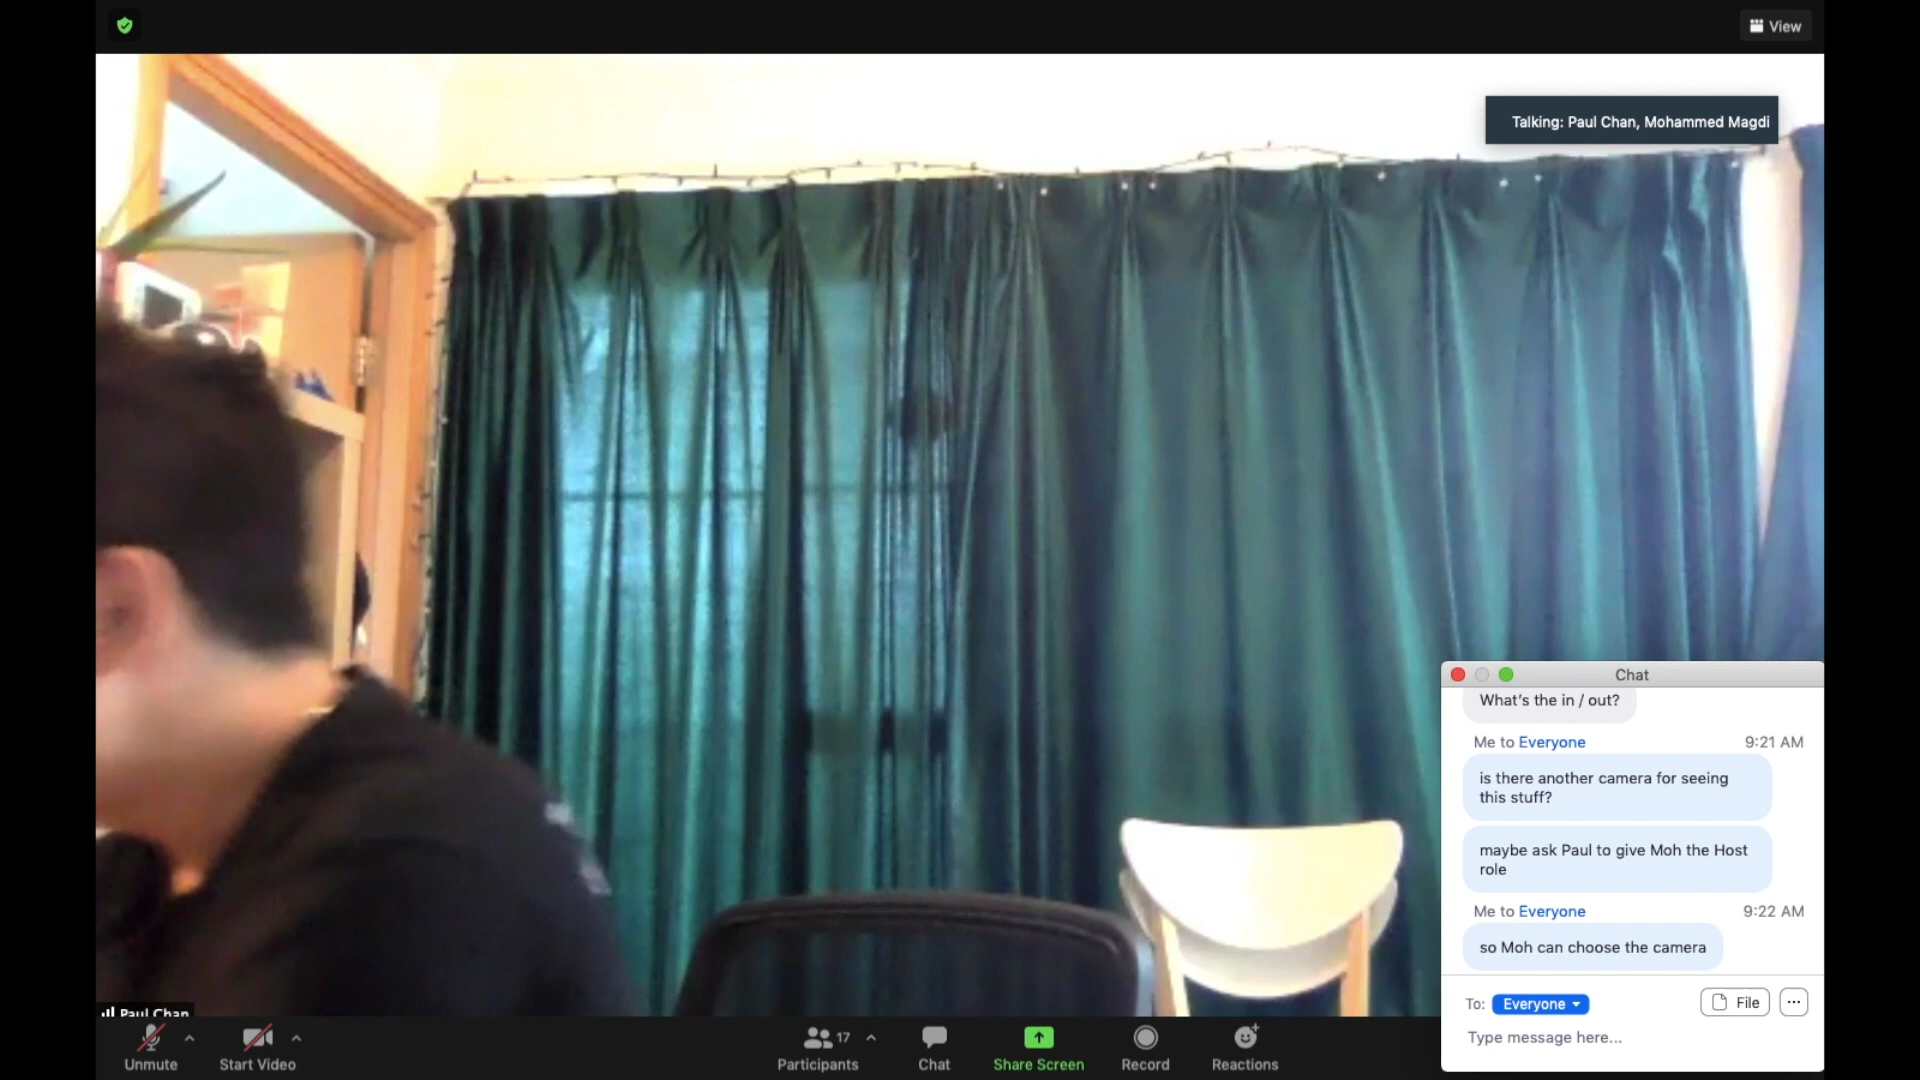 View
Talking: Paul Chan, Mohammed Magdi
Chat
What's the in / out?
Me to Everyone 9:21 AM
is there another camera for seeing
this stuff?
maybe ask Paul to give Moh the Host
role
Me to Everyone 9:22 AM
so Moh can choose the camera
To: Everyone File
Type message here...
Paul Chan
Unmute
Start Video
17
Participants
Chat
Share Screen
Record
Reactions